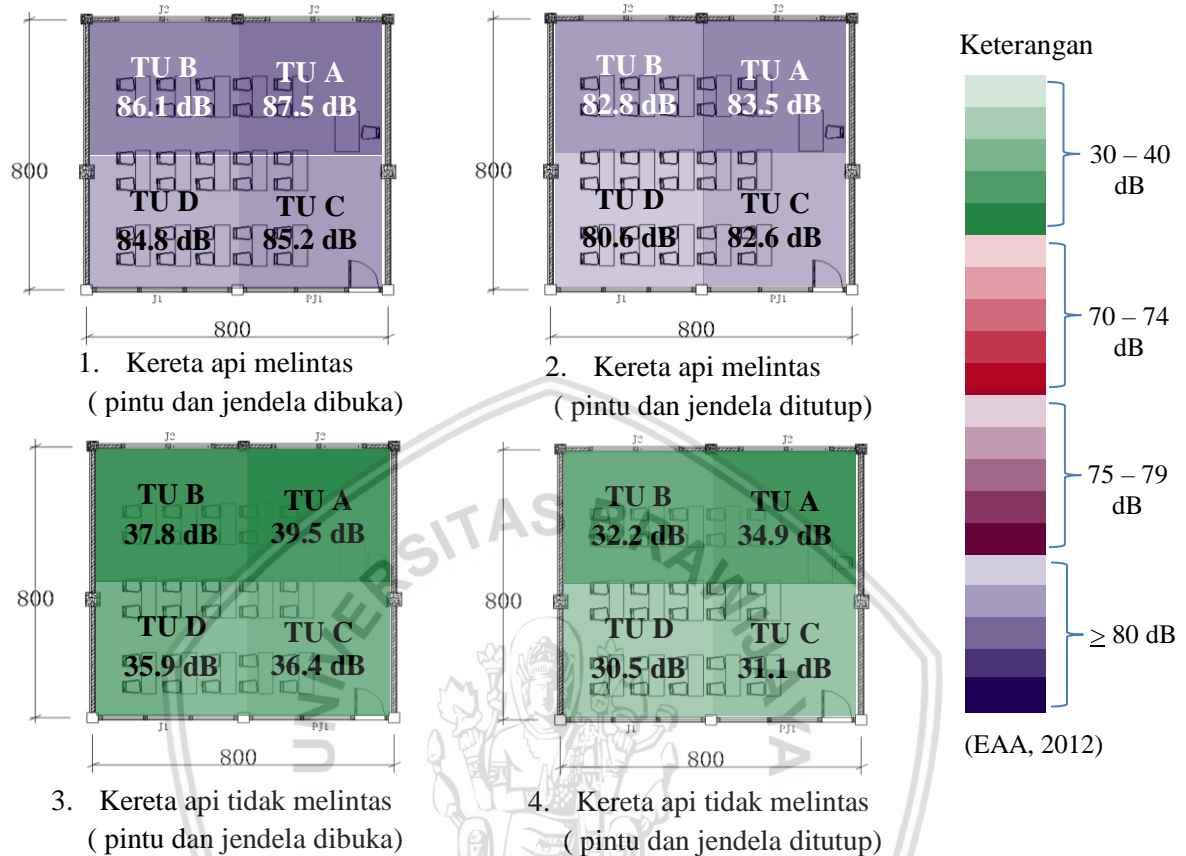 J2
J2
TU B
86.1 dB
TU A
87.5 dB
TU D
84.8 dB
TU C
85.2 dB
800
J1
PJ1
800
1. Kereta api melintas
( pintu dan jendela dibuka)
J2
J2
TU B
82.8 dB
TU A
83.5 dB
TU D
80.6 dB
TU C
82.6 dB
800
J1
PJ1
800
2. Kereta api melintas
( pintu dan jendela ditutup)
J2
J2
TU B
37.8 dB
TU A
39.5 dB
TU D
35.9 dB
TU C
36.4 dB
800
J1
PJ1
800
3. Kereta api tidak melintas
( pintu dan jendela dibuka)
J2
J2
TU B
32.2 dB
TU A
34.9 dB
TU D
30.5 dB
TU C
31.1 dB
800
J1
PJ1
800
4. Kereta api tidak melintas
( pintu dan jendela ditutup)
Keterangan
30 – 40
dB
70 – 74
dB
75 – 79
dB
≥ 80 dB
(EAA, 2012)
UNIVERSITAS BRAWIJAYA